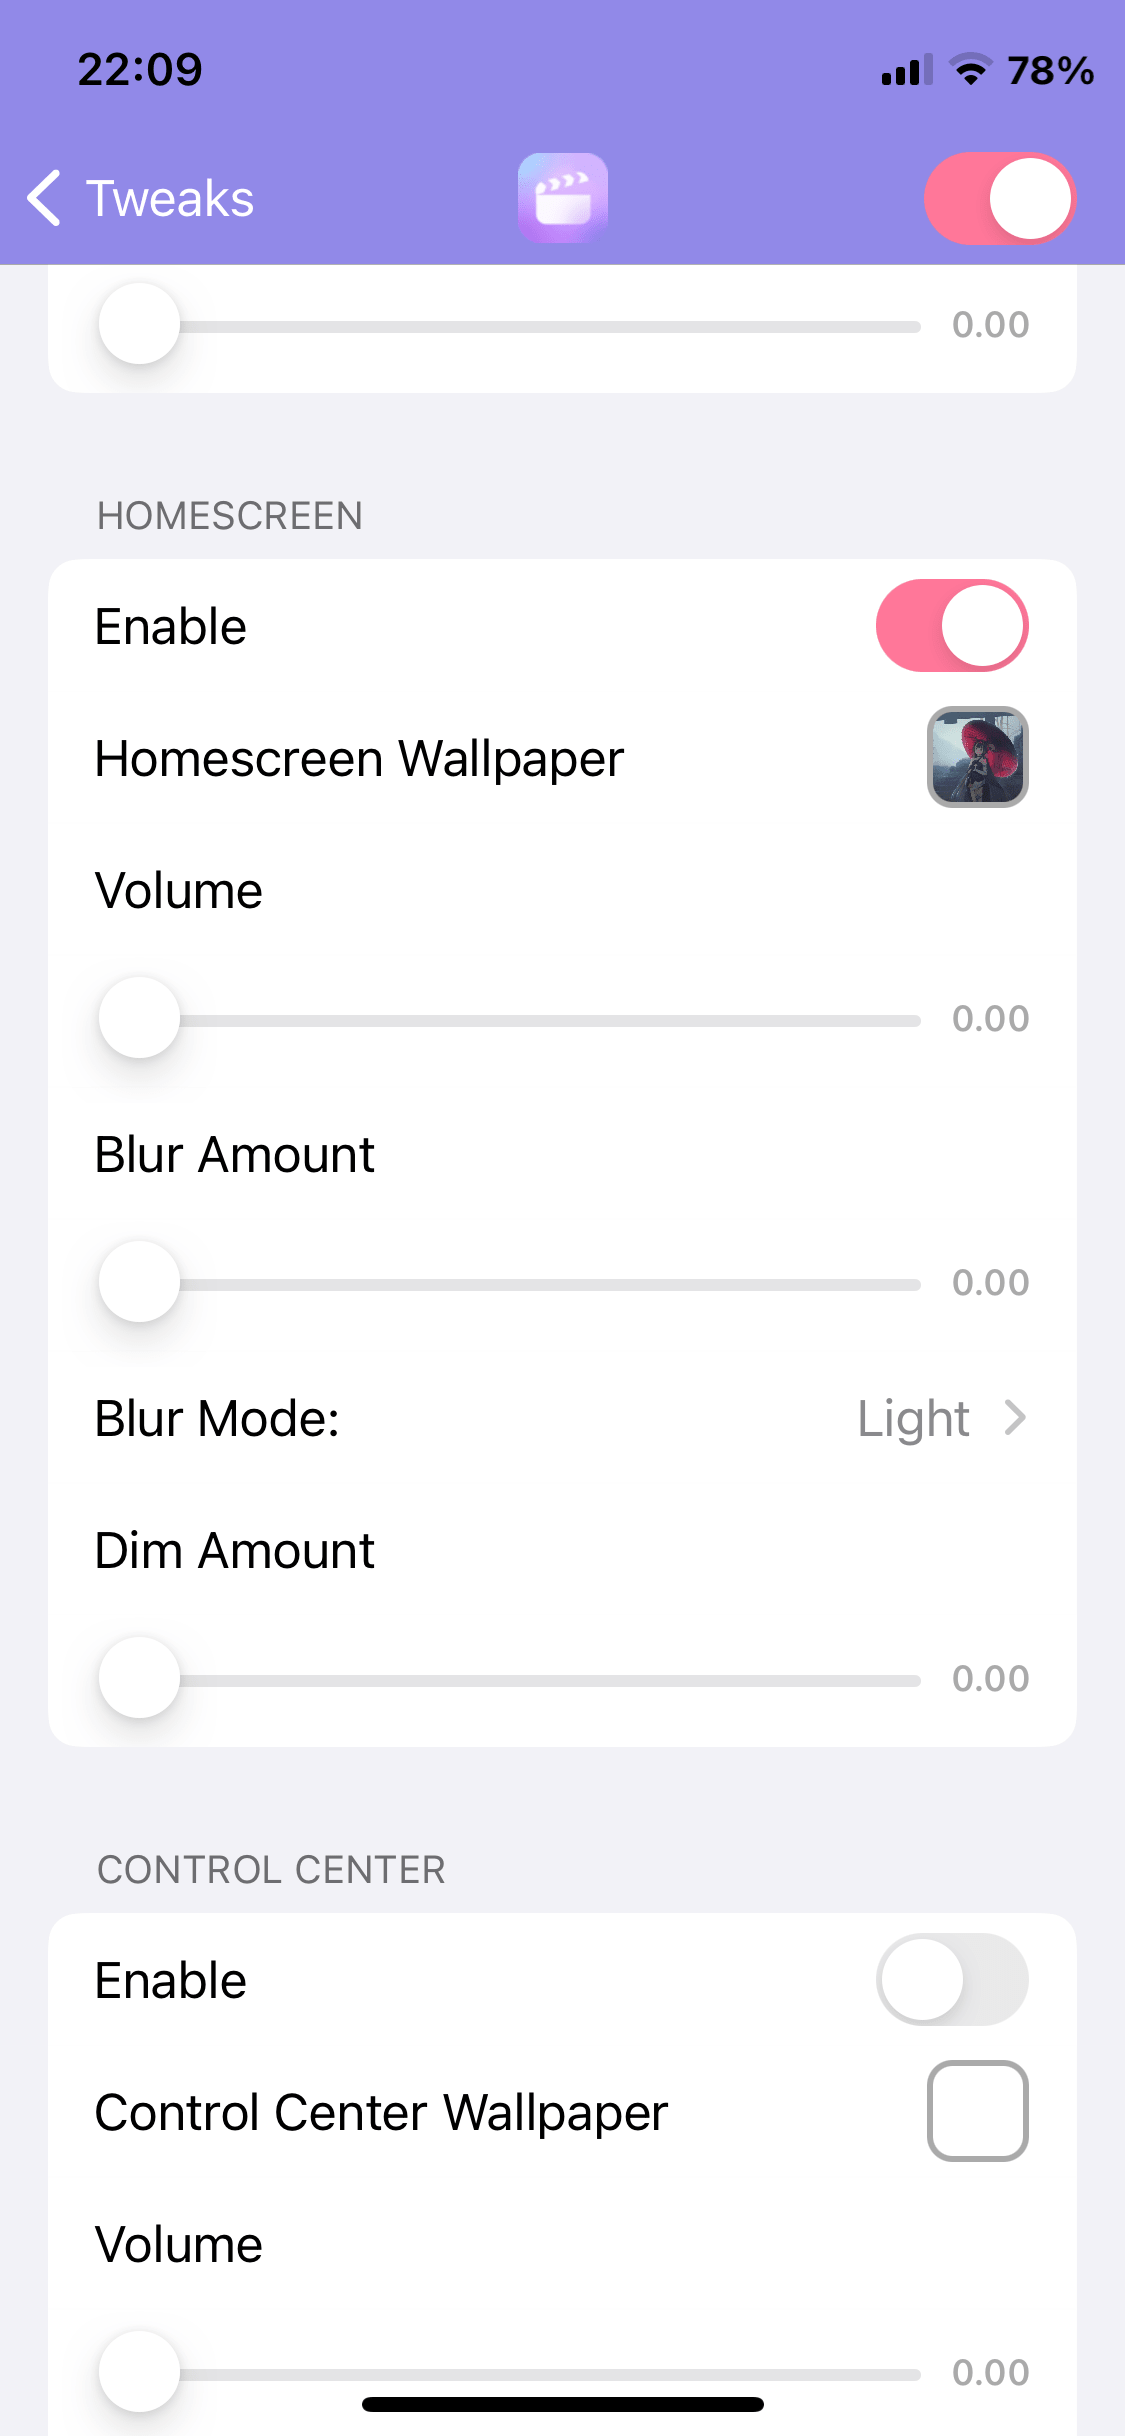 22:09
78%
Tweaks
0.00
HOMESCREEN
Enable
Homescreen Wallpaper
Volume
0.00
Blur Amount
0.00
Blur Mode: Light
Dim Amount
0.00
CONTROL CENTER
Enable
Control Center Wallpaper
Volume
0.00